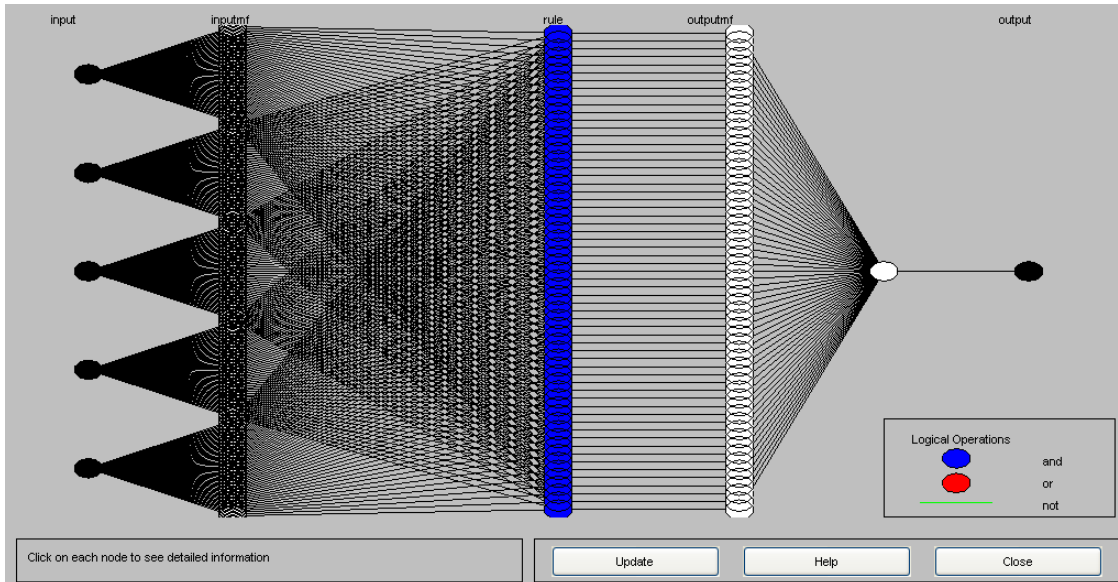 input inputmf rule outputmf output
Logical Operations
and
or
not
Click on each node to see detailed information
Update Help Close